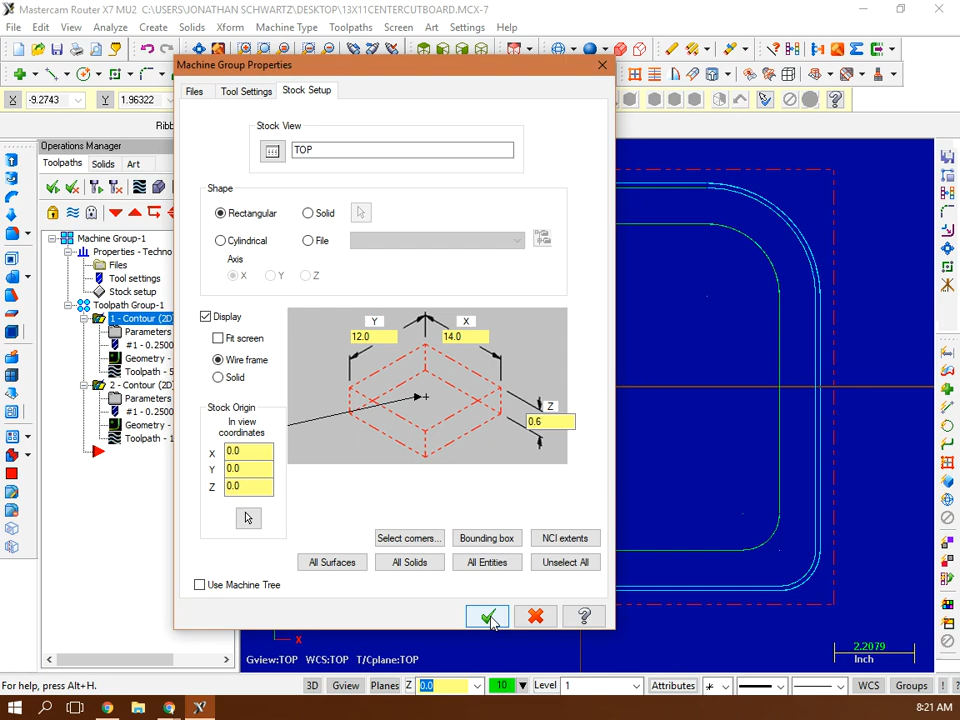 Mastercam Router X7 MU2 C:\USERS\JONATHAN SCHWARTZ\DESKTOP\13X11CENTERCUTBOARD.MCX-7
File Edit View Analyze Create Solids Xform Machine Type Toolpaths Screen Art Settings Help
X -9.2743 Y 1.96322
Operations Manager
Toolpaths Solids Art
Machine Group-1
Properties - Techno
Files
Tool settings
Stock setup
Toolpath Group-1
1 - Contour (2D)
Parameters
#1 - 0.2500
Geometry -
Toolpath - 5
2 - Contour (2D)
Parameters
#1 - 0.2500
Geometry -
Toolpath - 1
Machine Group Properties
Files Tool Settings Stock Setup
Stock View
TOP
Shape
Rectangular Solid
Cylindrical File
Axis
X Y Z
Display
Fit screen
Wire frame
Solid
Y X
12.0 14.0
Z
0.6
Stock Origin
In view
coordinates
X 0.0
Y 0.0
Z 0.0
Select corners... Bounding box NCI extents
All Surfaces All Solids All Entities Unselect All
Use Machine Tree
X
Gview:TOP WCS:TOP T/Cplane:TOP
2.2079
Inch
For help, press Alt+H.
3D Gview Planes Z 0.0 10 Level 1 Attributes WCS Groups
8:21 AM